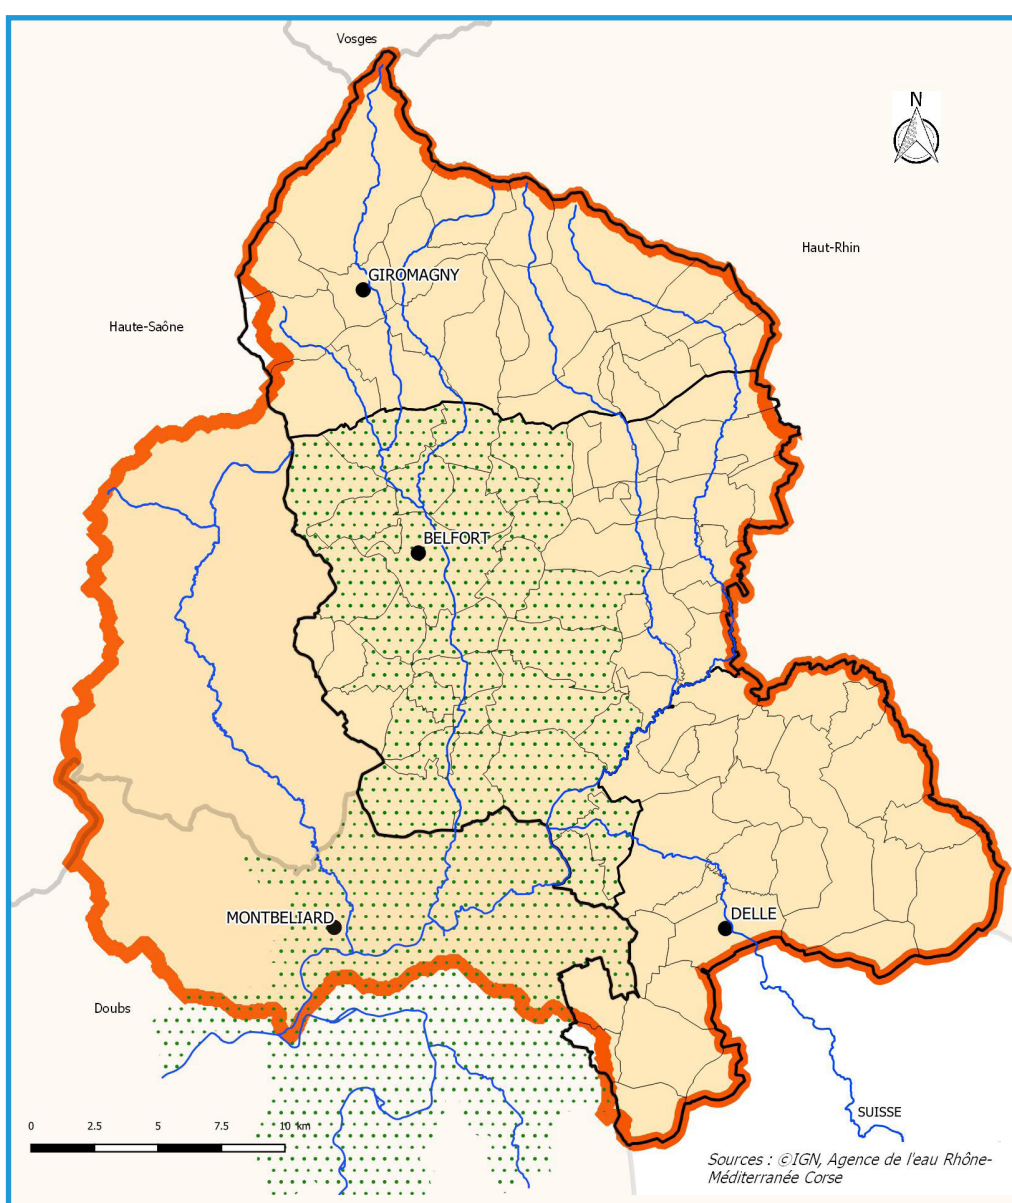 Vosges
N
Haut-Rhin
GIROMAGNY
Haute-Saône
BELFORT
MONTBELIARD
DELLE
Doubs
SUISSE
0 2.5 5 7.5 10 km
Sources : ©IGN, Agence de l'eau Rhône-
Méditerranée Corse